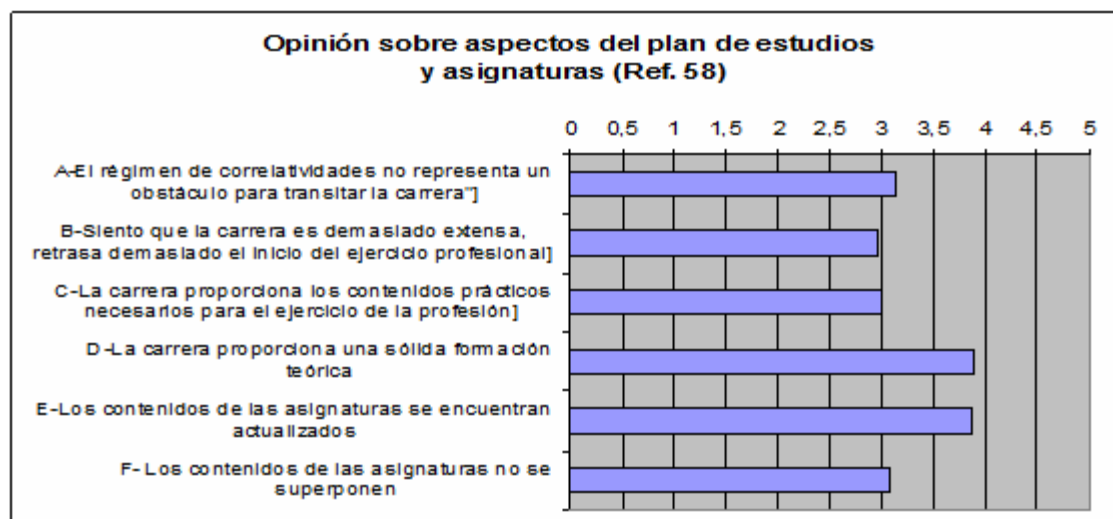 Opinión sobre aspectos del plan de estudios
y asignaturas (Ref. 58)
0 0,5 1 1,5 2 2,5 3 3,5 4 4,5 5
A-El régimen de correlatividades no representa un
obstáculo para transitar la carrera"]
B-Siento que la carrera es demasiado extensa,
retrasa demasiado el inicio del ejercicio profesional]
C-La carrera proporciona los contenidos prácticos
necesarios para el ejercicio de la profesión]
D-La carrera proporciona una sólida formación
teórica
E-Los contenidos de las asignaturas se encuentran
actualizados
F- Los contenidos de las asignaturas no se
superponen